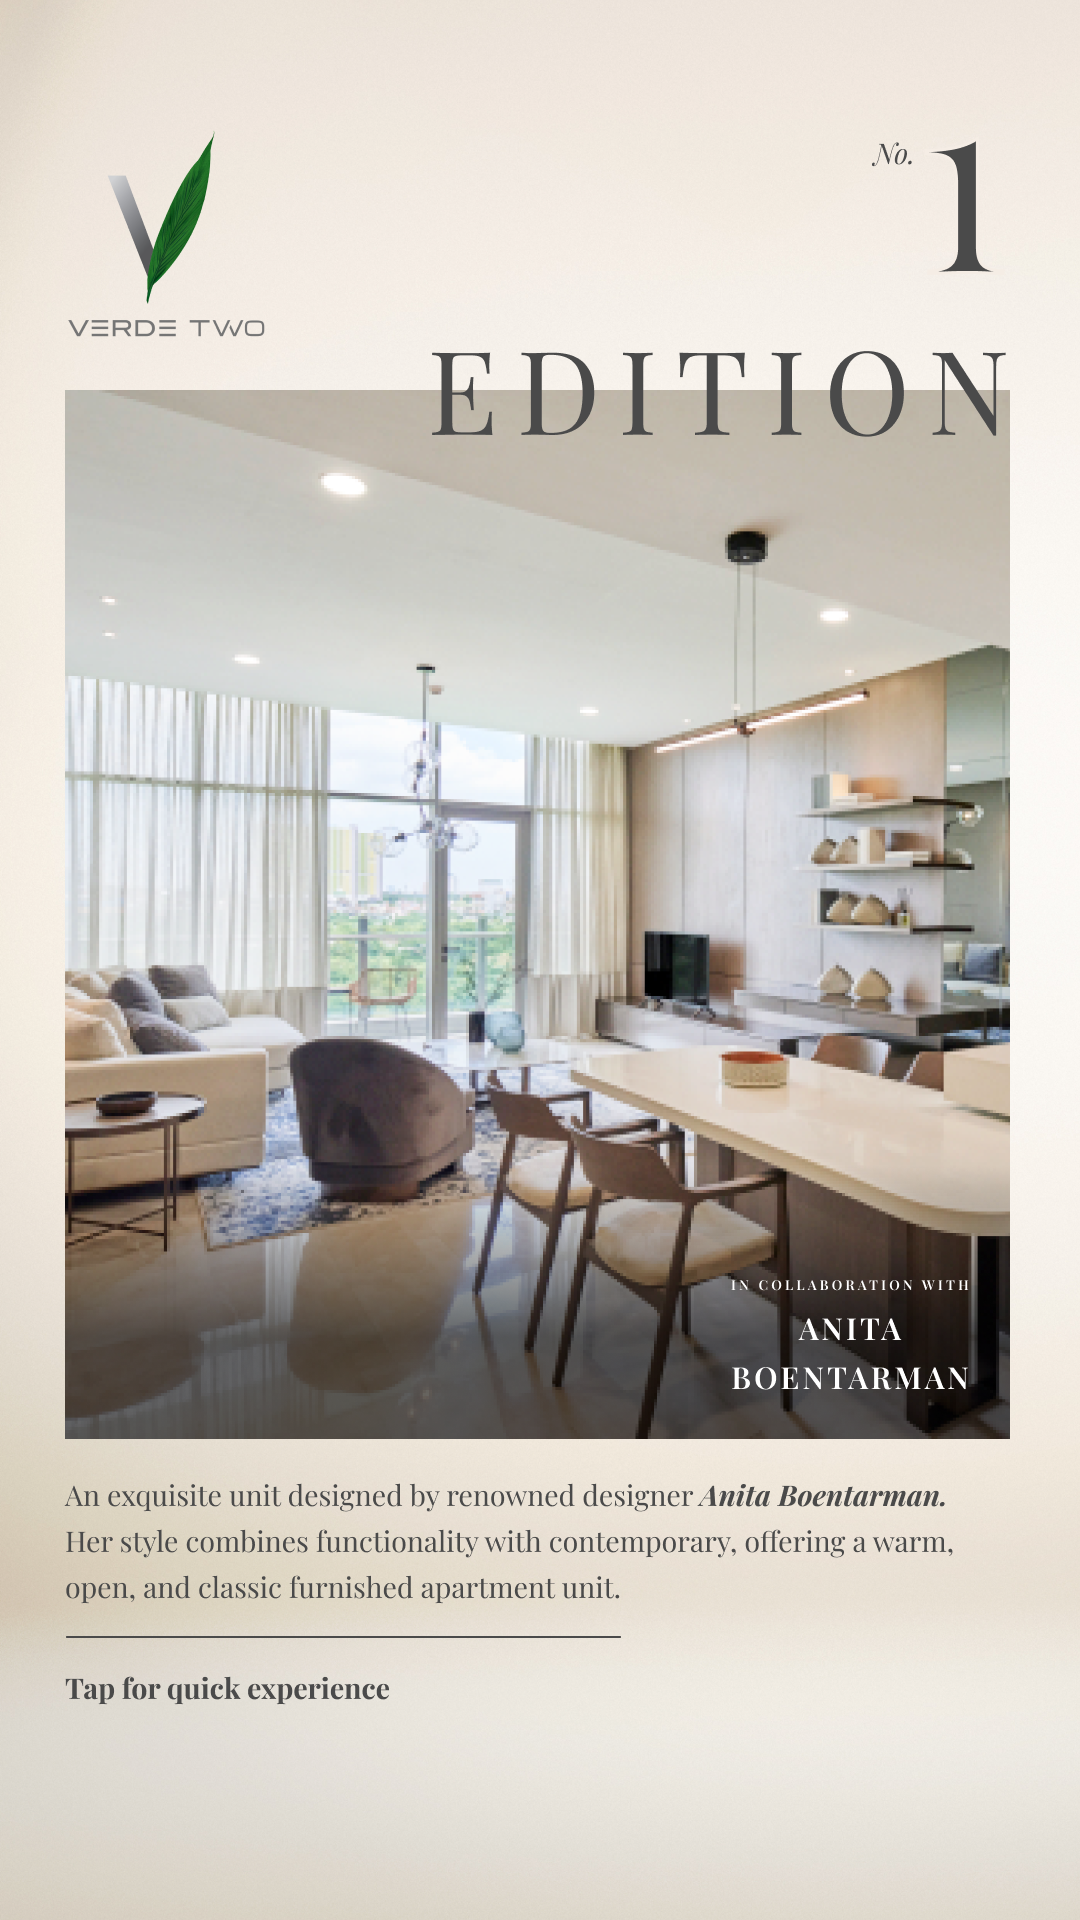 VERDE TWO
No. 1
EDITION
IN COLLABORATION WITH
ANITA
BOENTARMAN
An exquisite unit designed by renowned designer Anita Boentarman.
Her style combines functionality with contemporary, offering a warm,
open, and classic furnished apartment unit.
Tap for quick experience